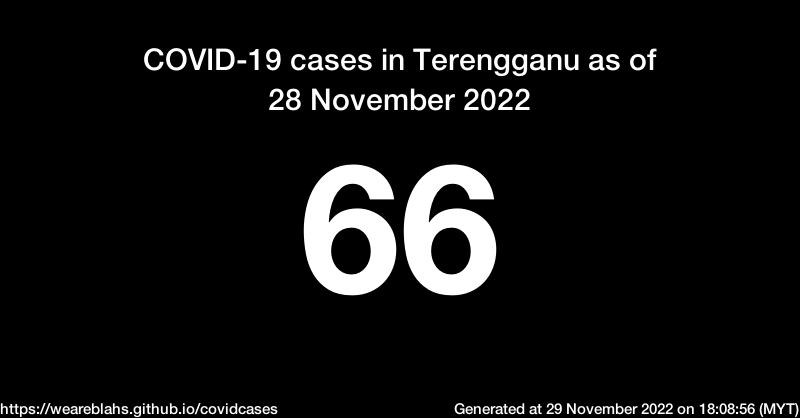 COVID-19 cases in Terengganu as of
28 November 2022
66
https://weareblahs.github.io/covidcases
Generated at 29 November 2022 on 18:08:56 (MYT)